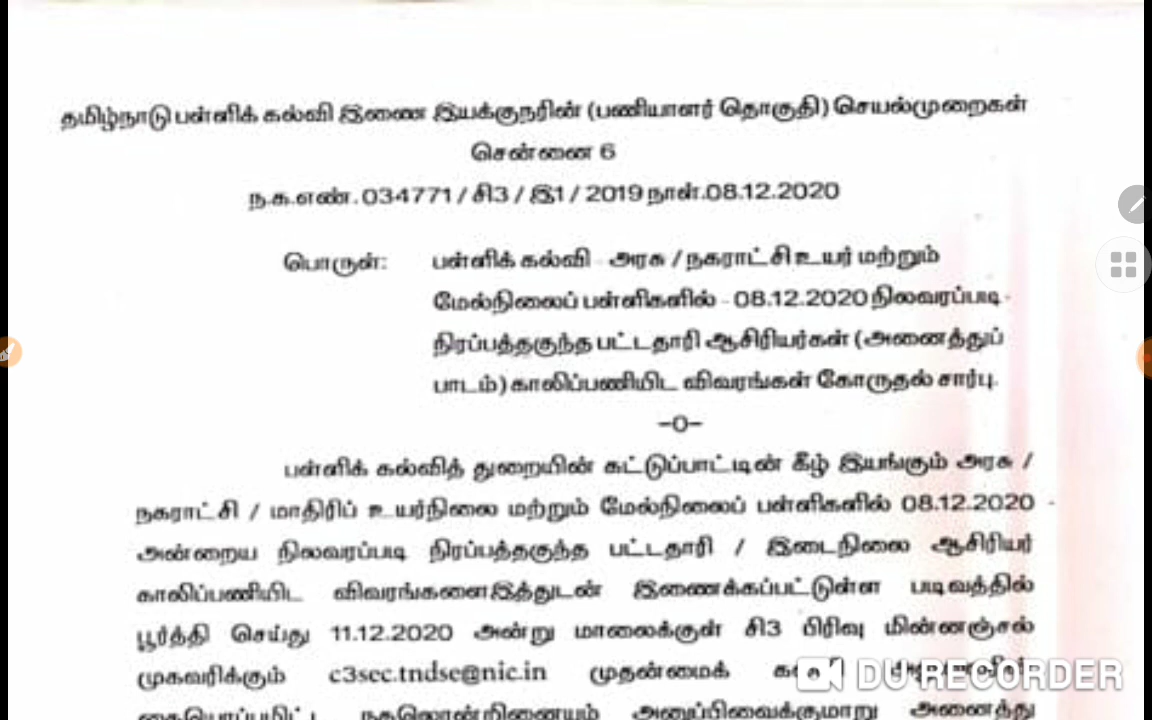 தமிழ்நாடு பள்ளிக் கல்வி இணை இயக்குநரின் (பணியாளர் தொகுதி) செயல்முறைகள்
சென்னை 6
ந.க.எண். 034771 / சி3 / இ1 / 2019 நாள்.08.12.2020
பொருள்: பள்ளிக் கல்வி - அரசு / நகராட்சி உயர் மற்றும்
மேல்நிலைப் பள்ளிகளில் - 08.12.2020 நிலவரப்படி -
நிரப்பத்தகுந்த பட்டதாரி ஆசிரியர்கள் (அனைத்துப்
பாடம்) காலிப்பணியிட விவரங்கள் கோருதல் சார்பு.
-0-
பள்ளிக் கல்வித் துறையின் கட்டுப்பாட்டின் கீழ் இயங்கும் அரசு /
நகராட்சி / மாதிரிப் உயர்நிலை மற்றும் மேல்நிலைப் பள்ளிகளில் 08.12.2020
அன்றைய நிலவரப்படி நிரப்பத்தகுந்த பட்டதாரி / இடைநிலை ஆசிரியர்
காலிப்பணியிட விவரங்களைஇத்துடன் இணைக்கப்பட்டுள்ள படிவத்தில்
பூர்த்தி செய்து 11.12.2020 அன்று மாலைக்குள் சி3 பிரிவு மின்னஞ்சல்
முகவரிக்கும் c3sec.tndse@nic.in முதன்மைக்
DU RECORDER
நகலொன்றினையும் அனுப்பிவைக்குமாறு அனைத்து